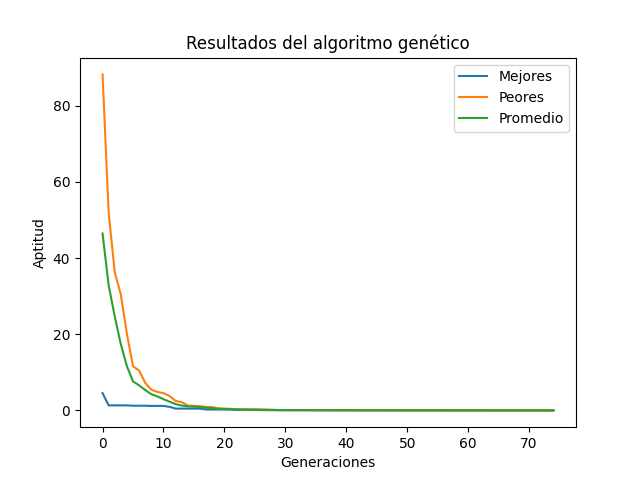 Resultados del algoritmo genético
Mejores
Peores
Promedio
80
60
40
20
0
Aptitud
0 10 20 30 40 50 60 70
Generaciones